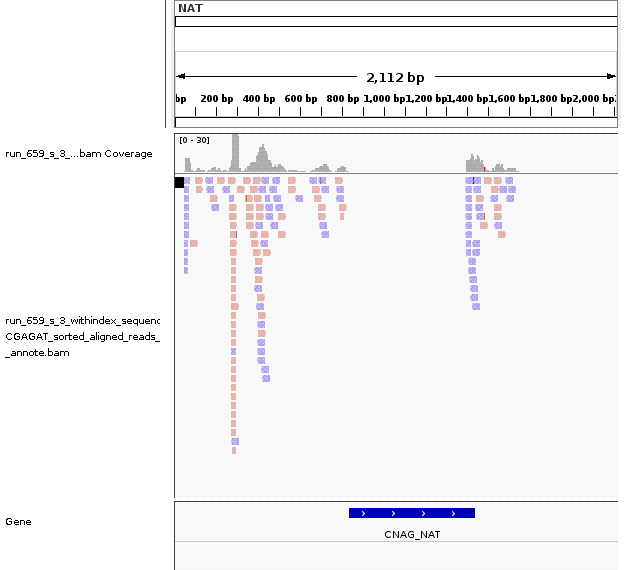 NAT
2,112 bp
bp 200 bp 400 bp 600 bp 800 bp 1,000 bp 1,200 bp 1,400 bp 1,600 bp 1,800 bp 2,000 bp
[0 - 30]
run_659_s_3_...bam Coverage
run_659_s_3_withindex_sequenc
CGAGAT_sorted_aligned_reads_
_annote.bam
Gene
CNAG_NAT